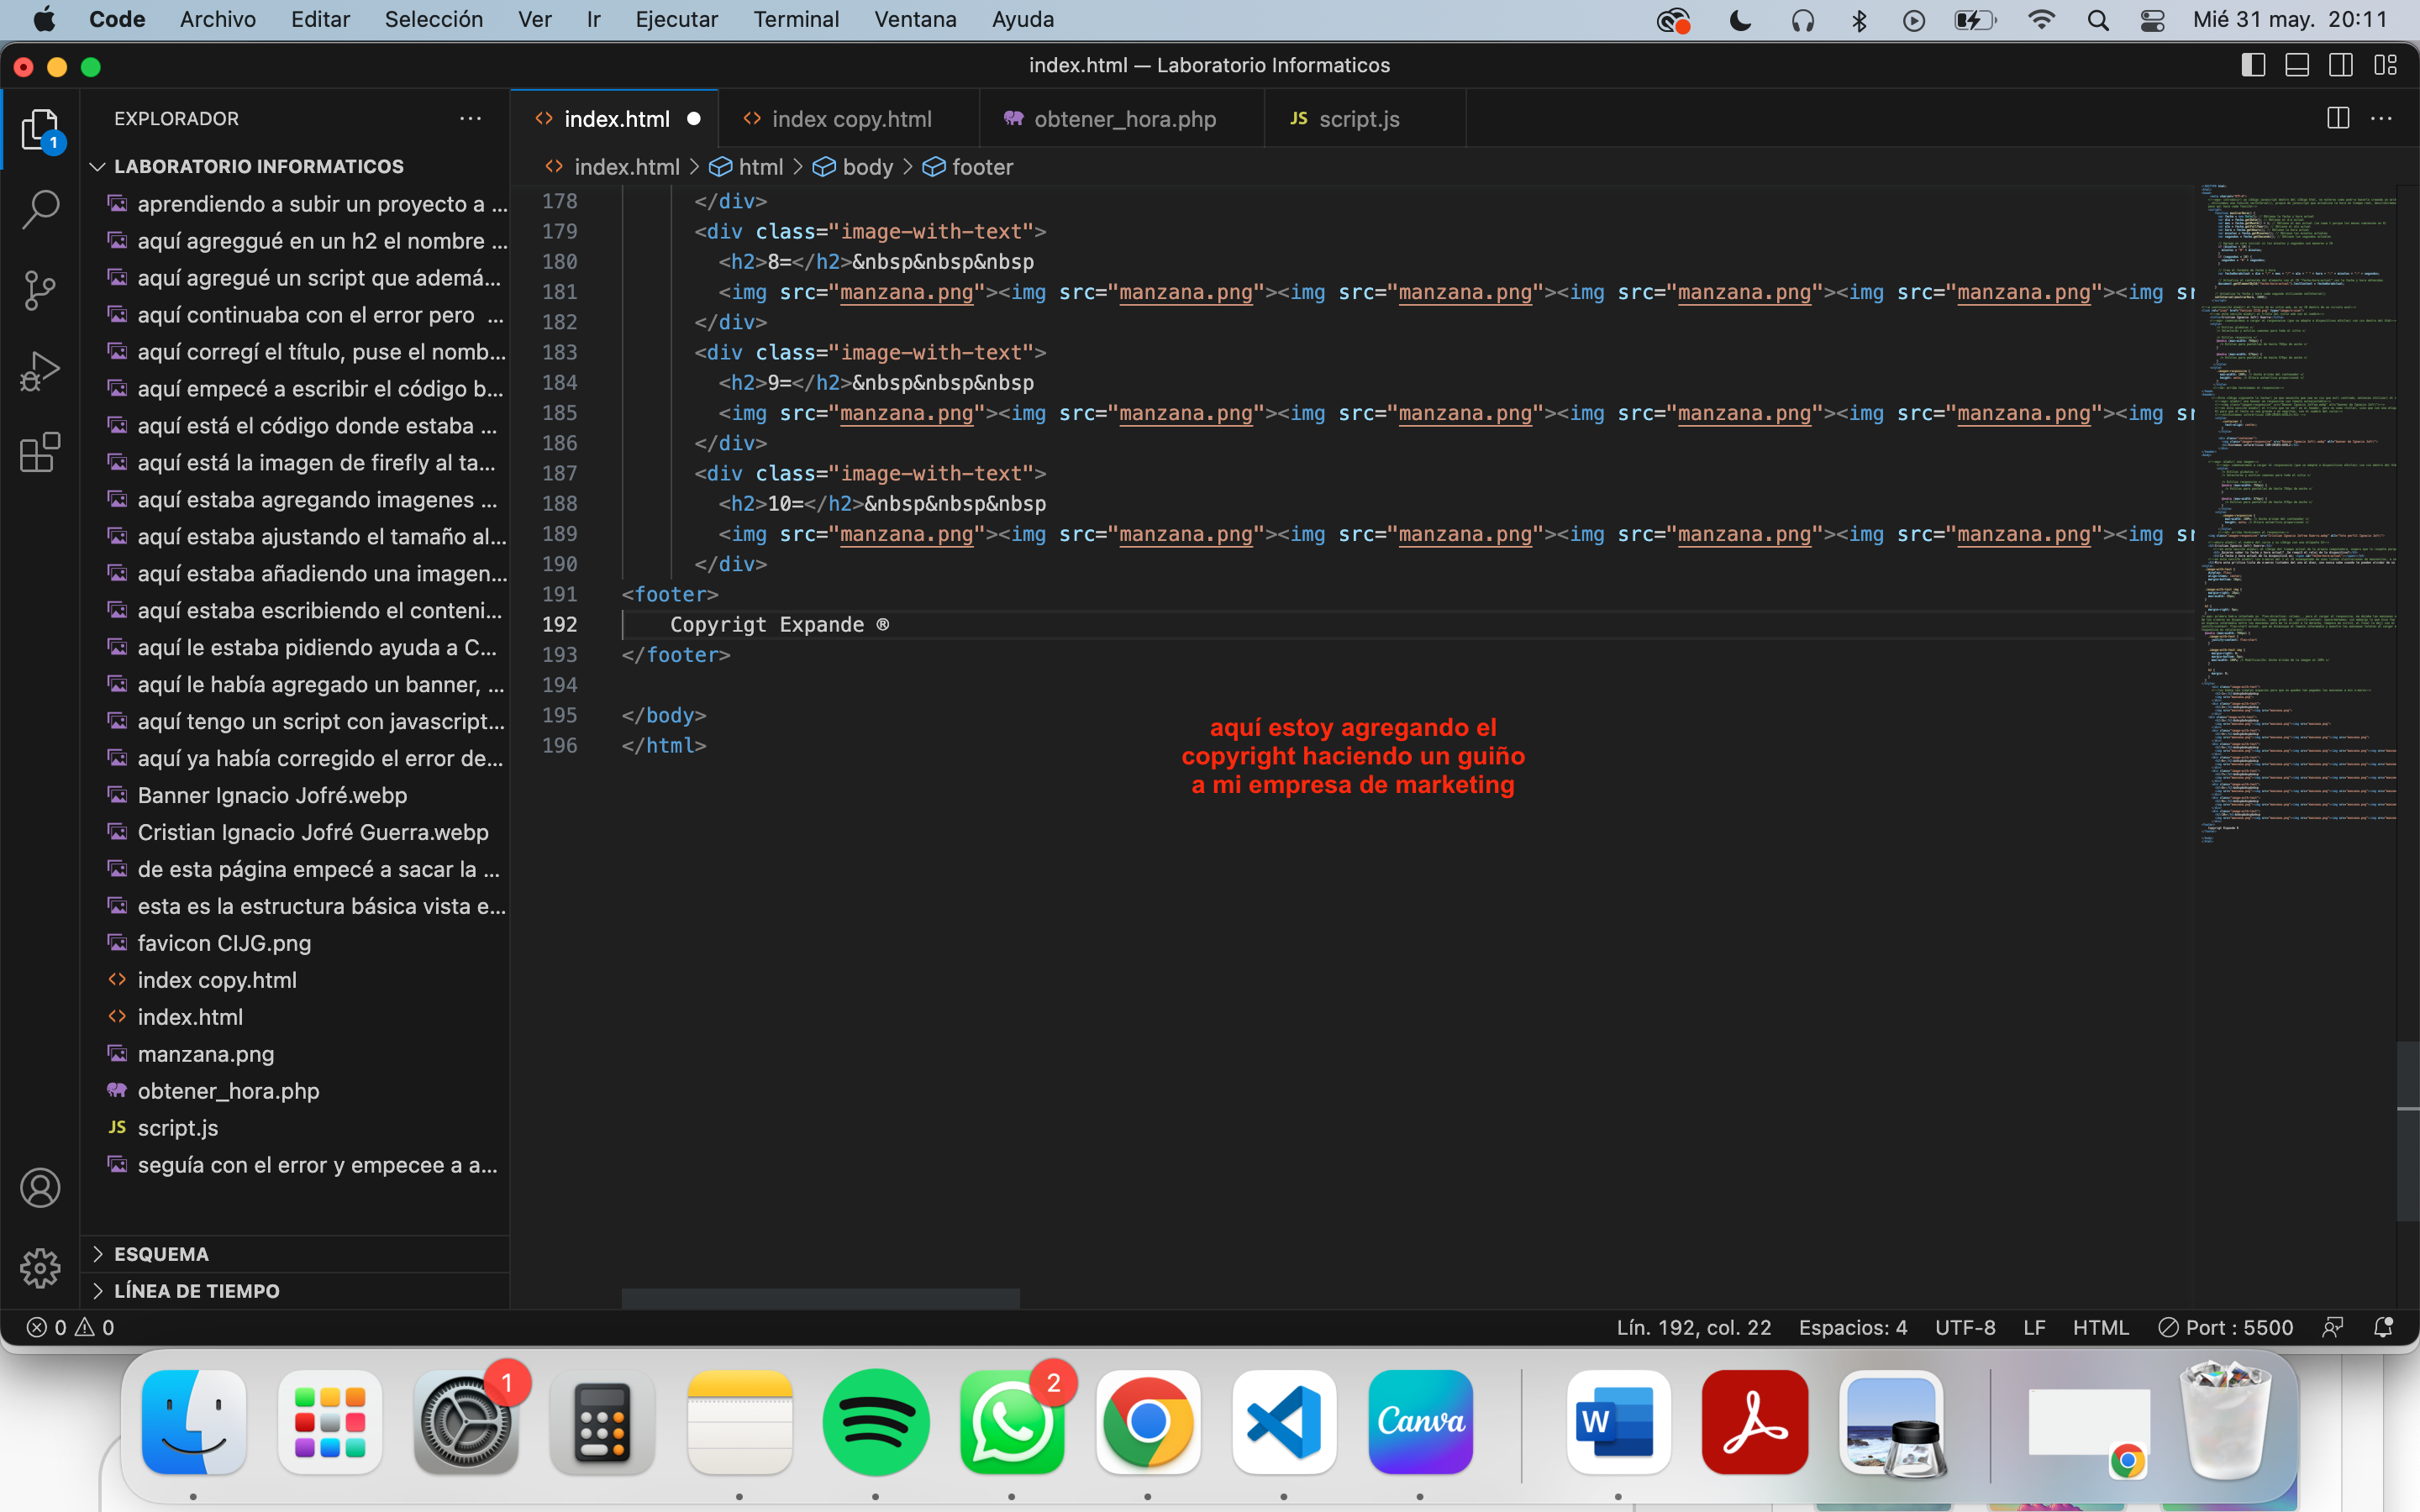 Code Archivo Editar Selección Ver Ir Ejecutar Terminal Ventana Ayuda Mié 31 may. 20:11
index.html — Laboratorio Informaticos
EXPLORADOR
1
LABORATORIO INFORMATICOS
aprendiendo a subir un proyecto a ...
aquí agreggué en un h2 el nombre ...
aquí agregué un script que ademá...
aquí continuaba con el error pero ...
aquí corregí el título, puse el nomb...
aquí empecé a escribir el código b...
aquí está el código donde estaba ...
aquí está la imagen de firefly al ta...
aquí estaba agregando imagenes ...
aquí estaba ajustando el tamaño al...
aquí estaba añadiendo una imagen...
aquí estaba escribiendo el conteni...
aquí le estaba pidiendo ayuda a C...
aquí le había agregado un banner, ...
aquí tengo un script con javascript...
aquí ya había corregido el error de...
Banner Ignacio Jofré.webp
Cristian Ignacio Jofré Guerra.webp
de esta página empecé a sacar la ...
esta es la estructura básica vista e...
favicon CIJG.png
index copy.html
index.html
manzana.png
obtener_hora.php
JS script.js
seguía con el error y empecee a a...
ESQUEMA
LÍNEA DE TIEMPO
index.html index copy.html obtener_hora.php JS script.js
index.html > html > body > footer
178 </div>
179 <div class="image-with-text">
180 <h2>8=</h2>&nbsp&nbsp&nbsp
181 <img src="manzana.png"><img src="manzana.png"><img src="manzana.png"><img src="manzana.png"><img src="manzana.png"><img sr
182 </div>
183 <div class="image-with-text">
184 <h2>9=</h2>&nbsp&nbsp&nbsp
185 <img src="manzana.png"><img src="manzana.png"><img src="manzana.png"><img src="manzana.png"><img src="manzana.png"><img sr
186 </div>
187 <div class="image-with-text">
188 <h2>10=</h2>&nbsp&nbsp&nbsp
189 <img src="manzana.png"><img src="manzana.png"><img src="manzana.png"><img src="manzana.png"><img src="manzana.png"><img sr
190 </div>
191 <footer>
192 Copyrigt Expande ®
193 </footer>
194
195 </body>
196 </html>
aquí estoy agregando el
copyright haciendo un guiño
a mi empresa de marketing
0 0 Lín. 192, col. 22 Espacios: 4 UTF-8 LF HTML Port : 5500
1
2
Canva
W